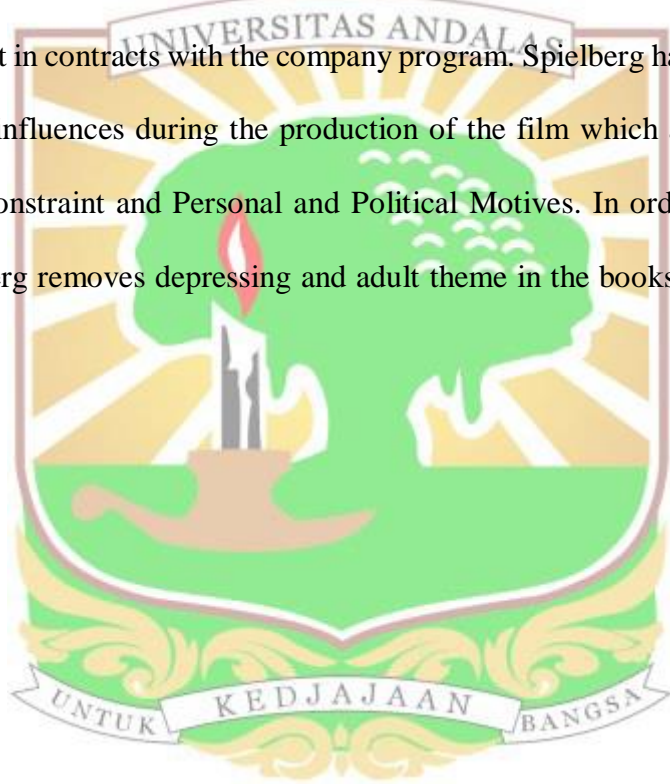 UNIVERSITAS ANDALAS
t in contracts with the company program. Spielberg ha
influences during the production of the film which
onstraint and Personal and Political Motives. In ord
rg removes depressing and adult theme in the books
UNTUK KEDJAJAAN BANGSA